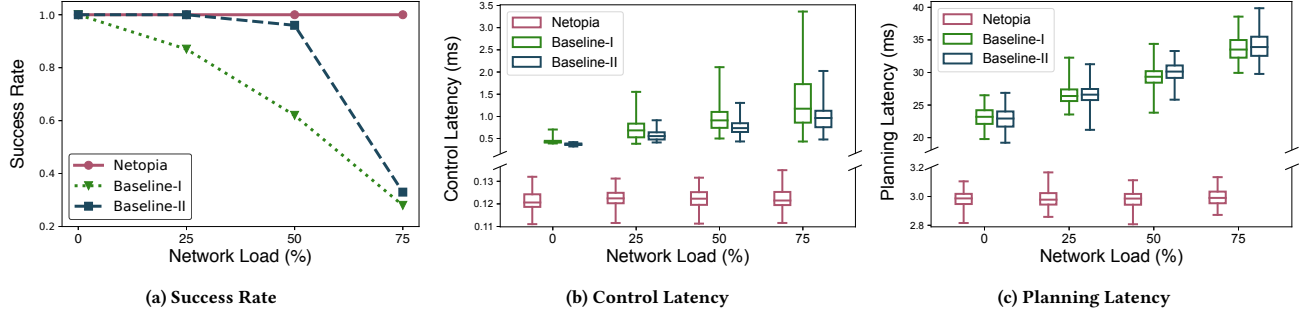 Success Rate
1.0
0.8
0.6
0.4
0.2
Netopia
Baseline-I
Baseline-II
0
25
50
75
Network Load (%)
(a) Success Rate
Control Latency (ms)
3.5
3.0
2.5
2.0
1.5
1.0
0.5
0.13
0.12
0.11
Netopia
Baseline-I
Baseline-II
0
25
50
75
Network Load (%)
(b) Control Latency
Planning Latency (ms)
40
35
30
25
20
3.2
3.0
2.8
Netopia
Baseline-I
Baseline-II
0
25
50
75
Network Load (%)
(c) Planning Latency